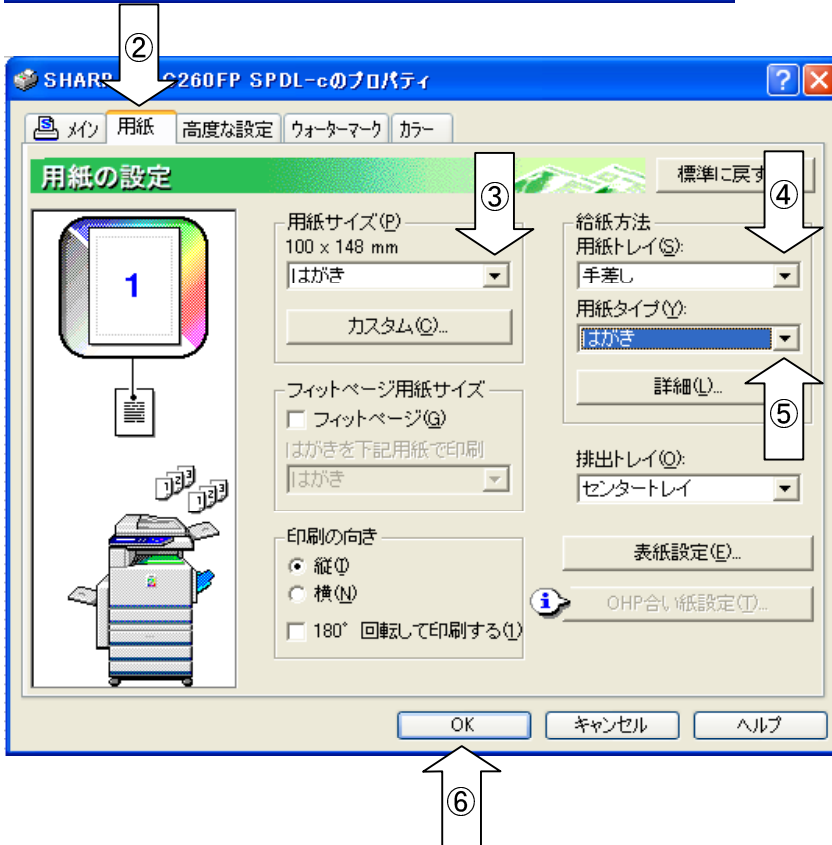 ②
SHARP 260FP SPDL-cのプロパティ
メイン 用紙 高度な設定 ウォーターマーク カラー
用紙の設定
標準に戻す
③
④
1
用紙サイズ(P)
100 x 148 mm
はがき
カスタム(C)...
給紙方法
用紙トレイ(S):
手差し
用紙タイプ(Y):
はがき
詳細(L)...
⑤
フィットページ用紙サイズ
フィットページ(G)
はがきを下記用紙で印刷
はがき
排出トレイ(O):
センタートレイ
1 2 3
1 2 3
印刷の向き
縦(I)
横(N)
180° 回転して印刷する(1)
表紙設定(E)...
OHP合い紙設定(T)...
OK
キャンセル
ヘルプ
⑥